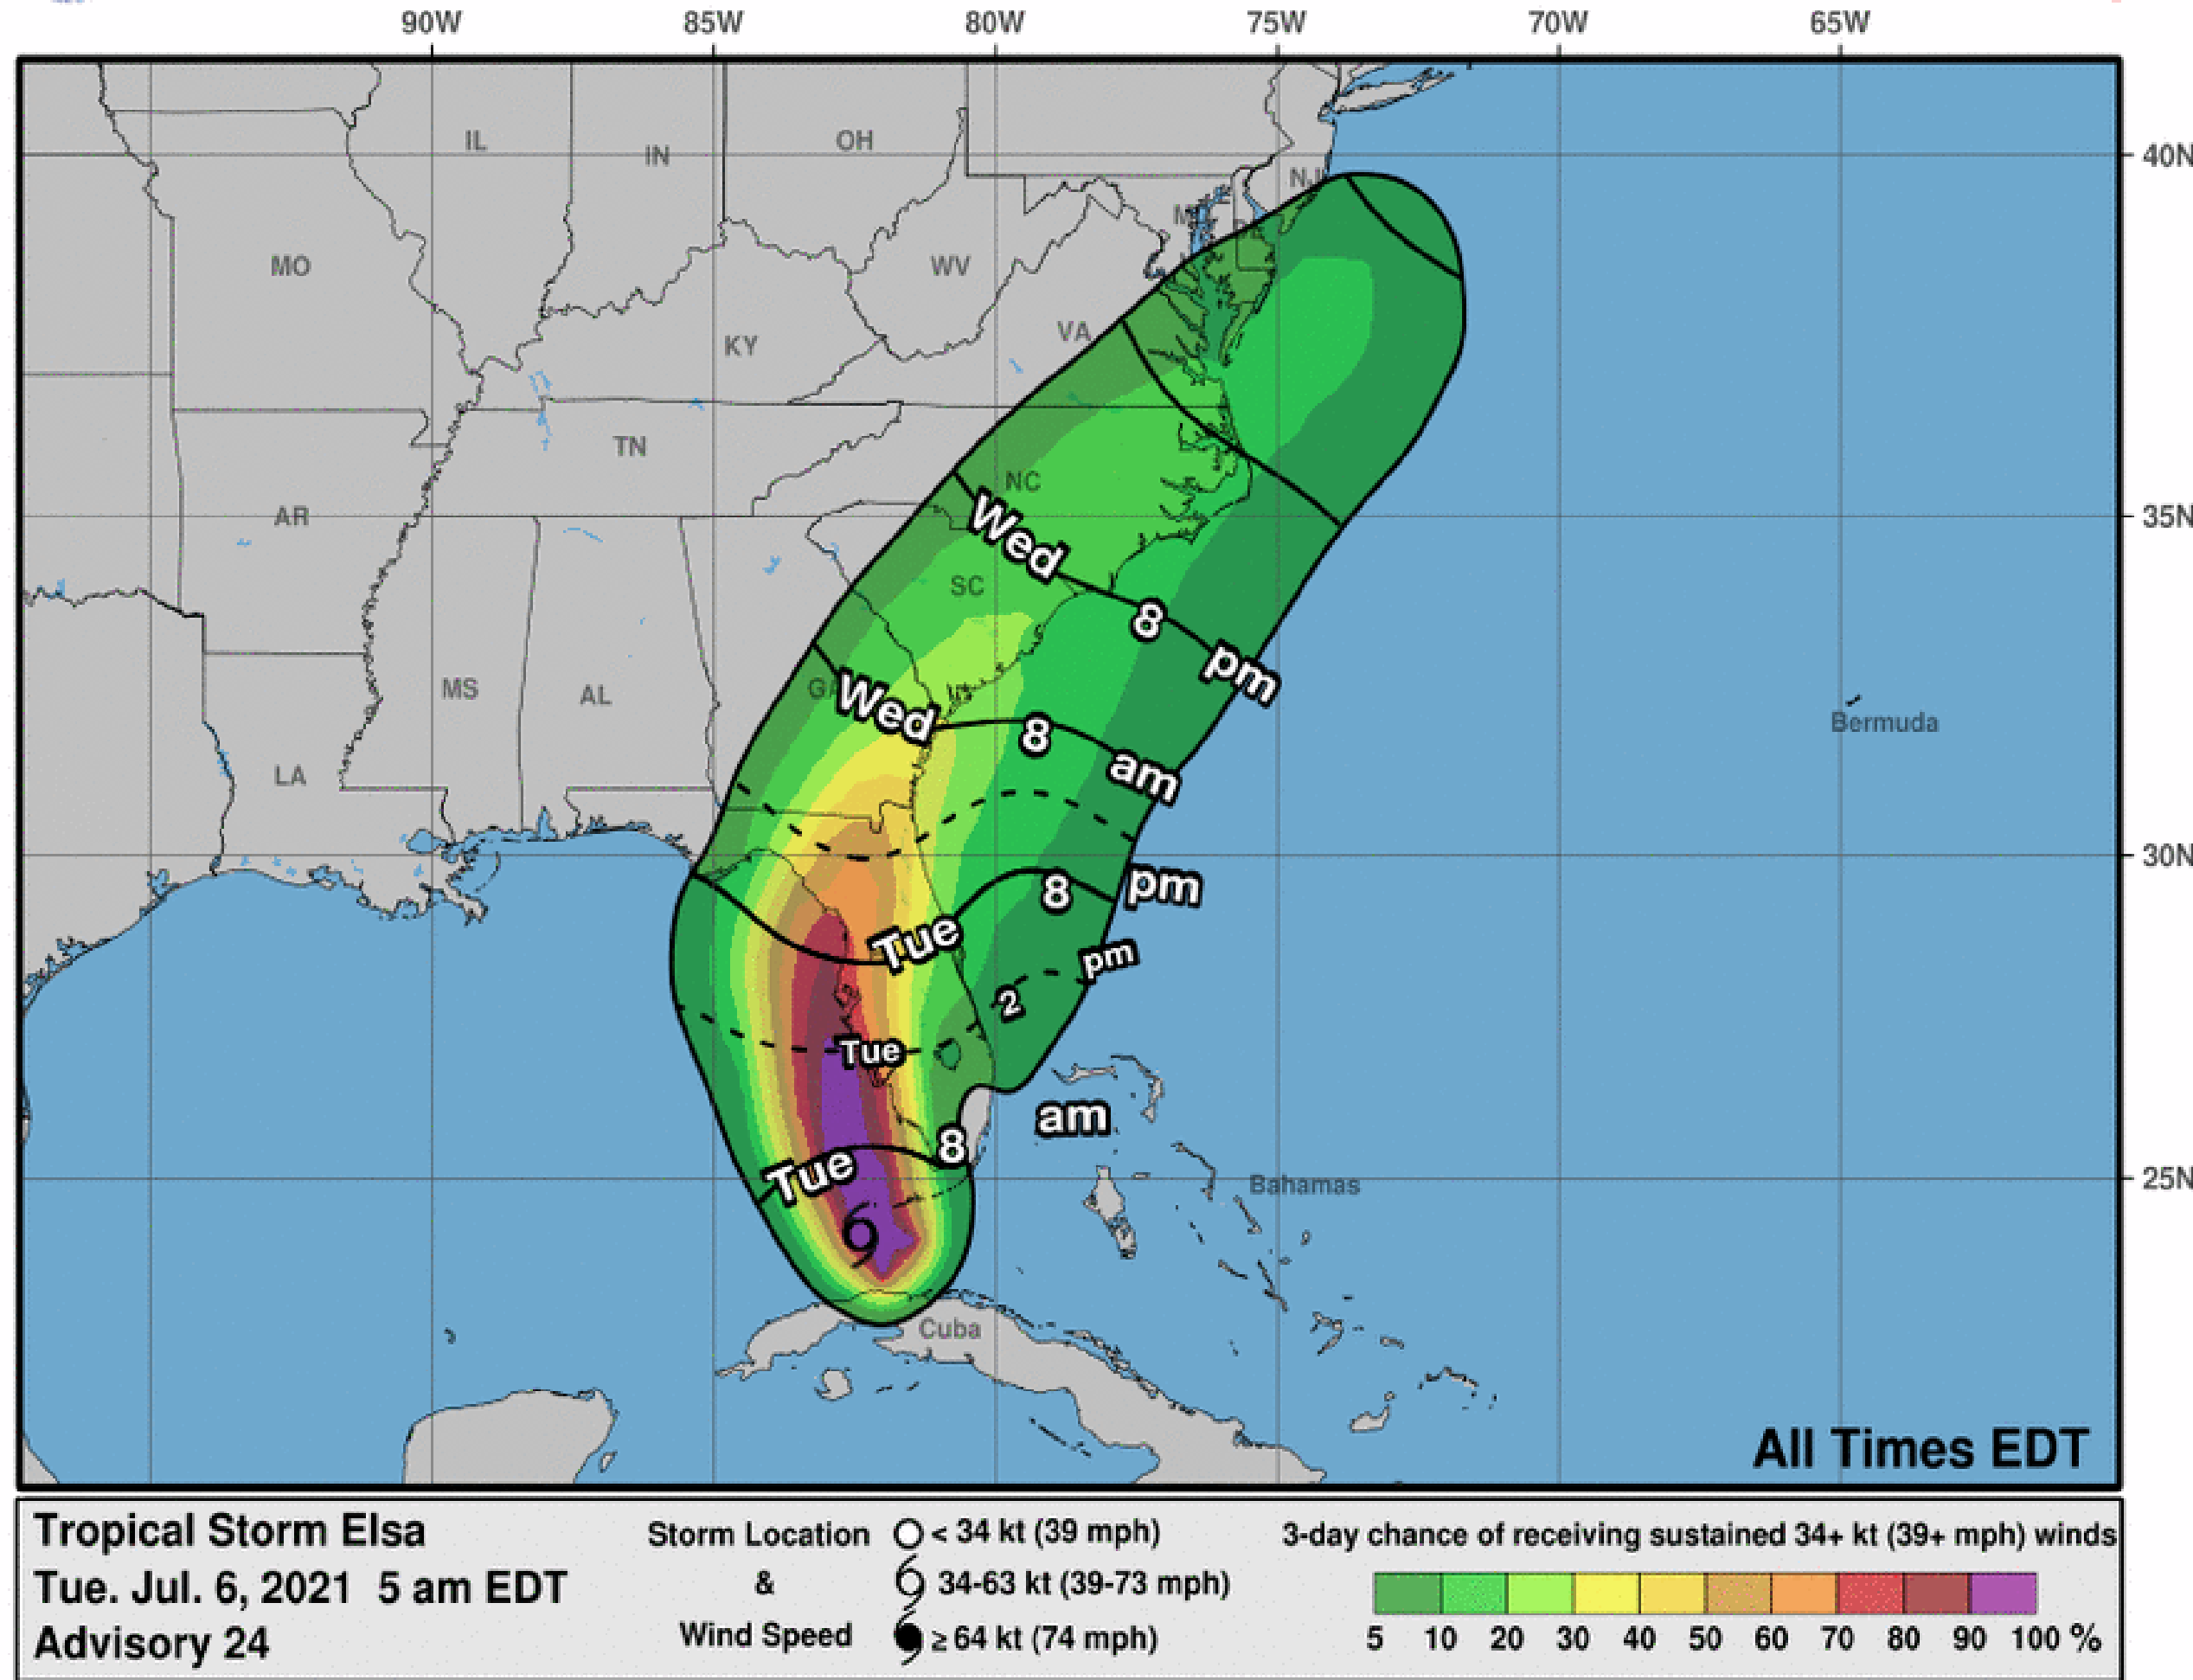 90W 85W 80W 75W 70W 65W
40N
35N
30N
25N
IL IN OH NJ
MO WV
KY VA
TN NC
AR
SC
MS AL GA
LA
Bermuda
Wed 8 pm
Wed 8 am
Tue 8 pm
Tue 2 pm
Tue 8 am
Bahamas
Cuba
All Times EDT
Tropical Storm Elsa
Tue. Jul. 6, 2021 5 am EDT
Advisory 24
Storm Location
&
Wind Speed
< 34 kt (39 mph)
34-63 kt (39-73 mph)
≥ 64 kt (74 mph)
3-day chance of receiving sustained 34+ kt (39+ mph) winds
5 10 20 30 40 50 60 70 80 90 100 %